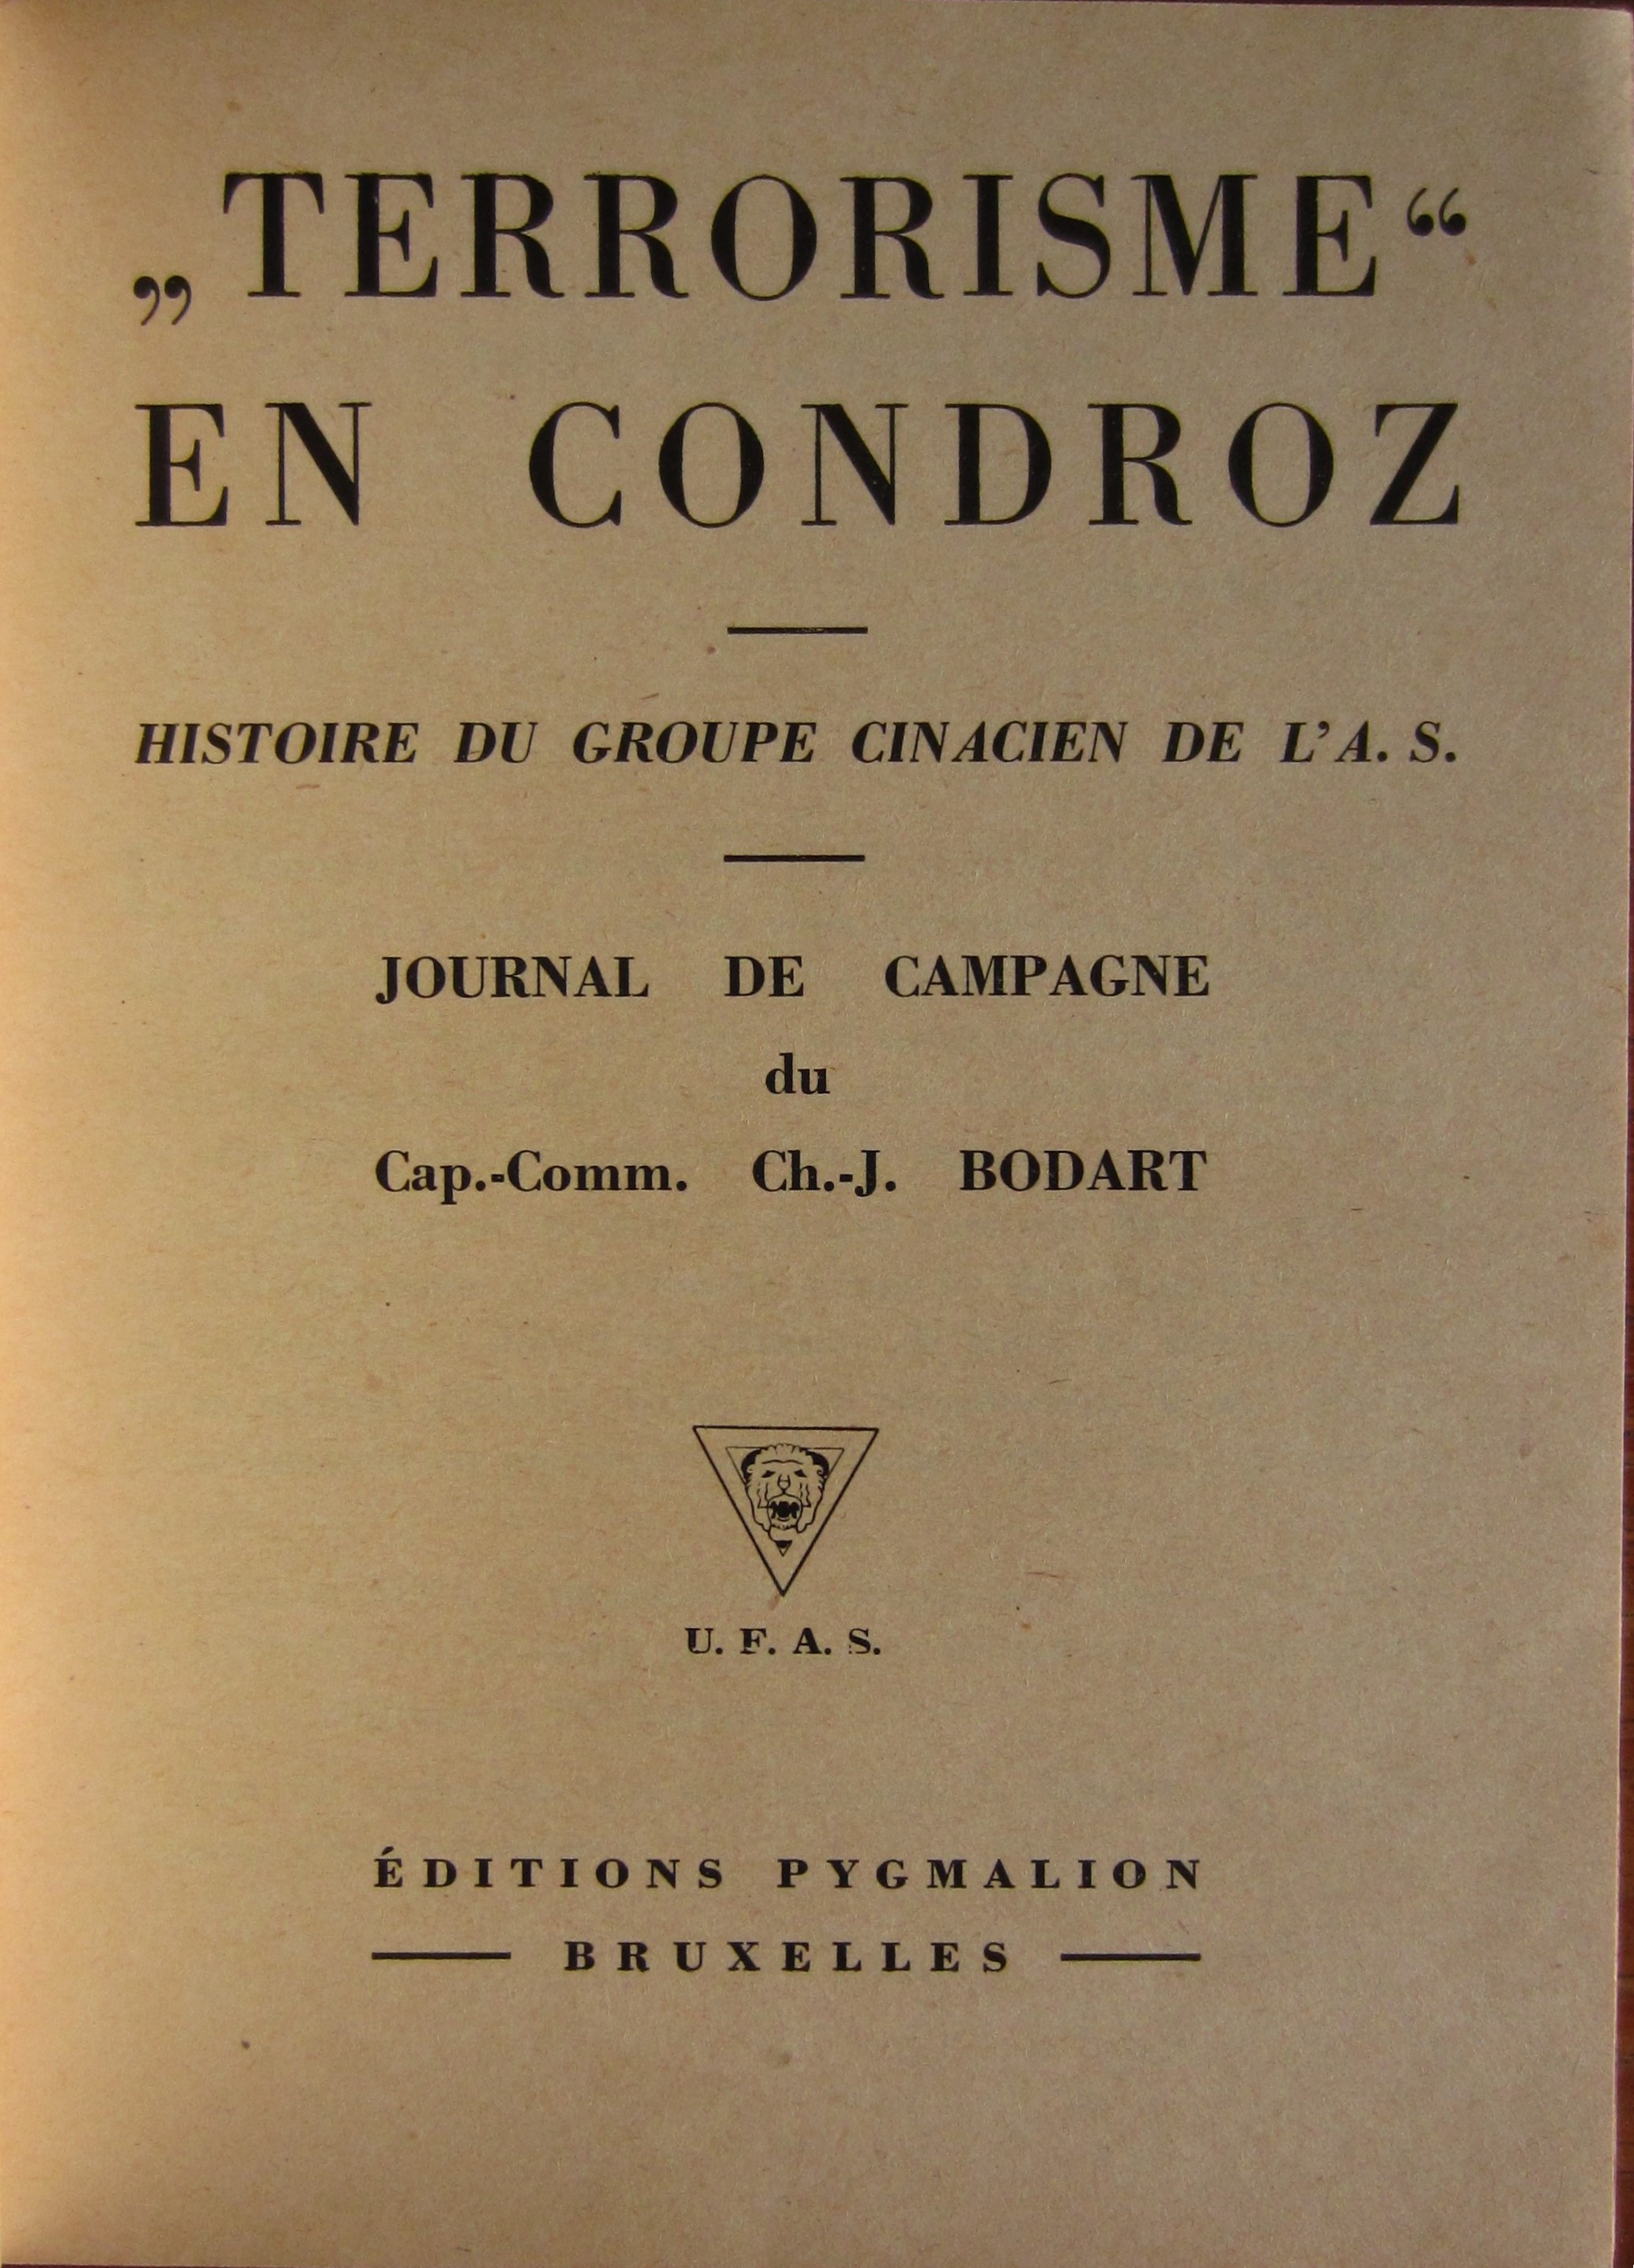 „TERRORISME“
EN CONDROZ
HISTOIRE DU GROUPE CINACIEN DE L'A. S.
JOURNAL DE CAMPAGNE
du
Cap.-Comm. Ch.-J. BODART
U. F. A. S.
ÉDITIONS PYGMALION
BRUXELLES